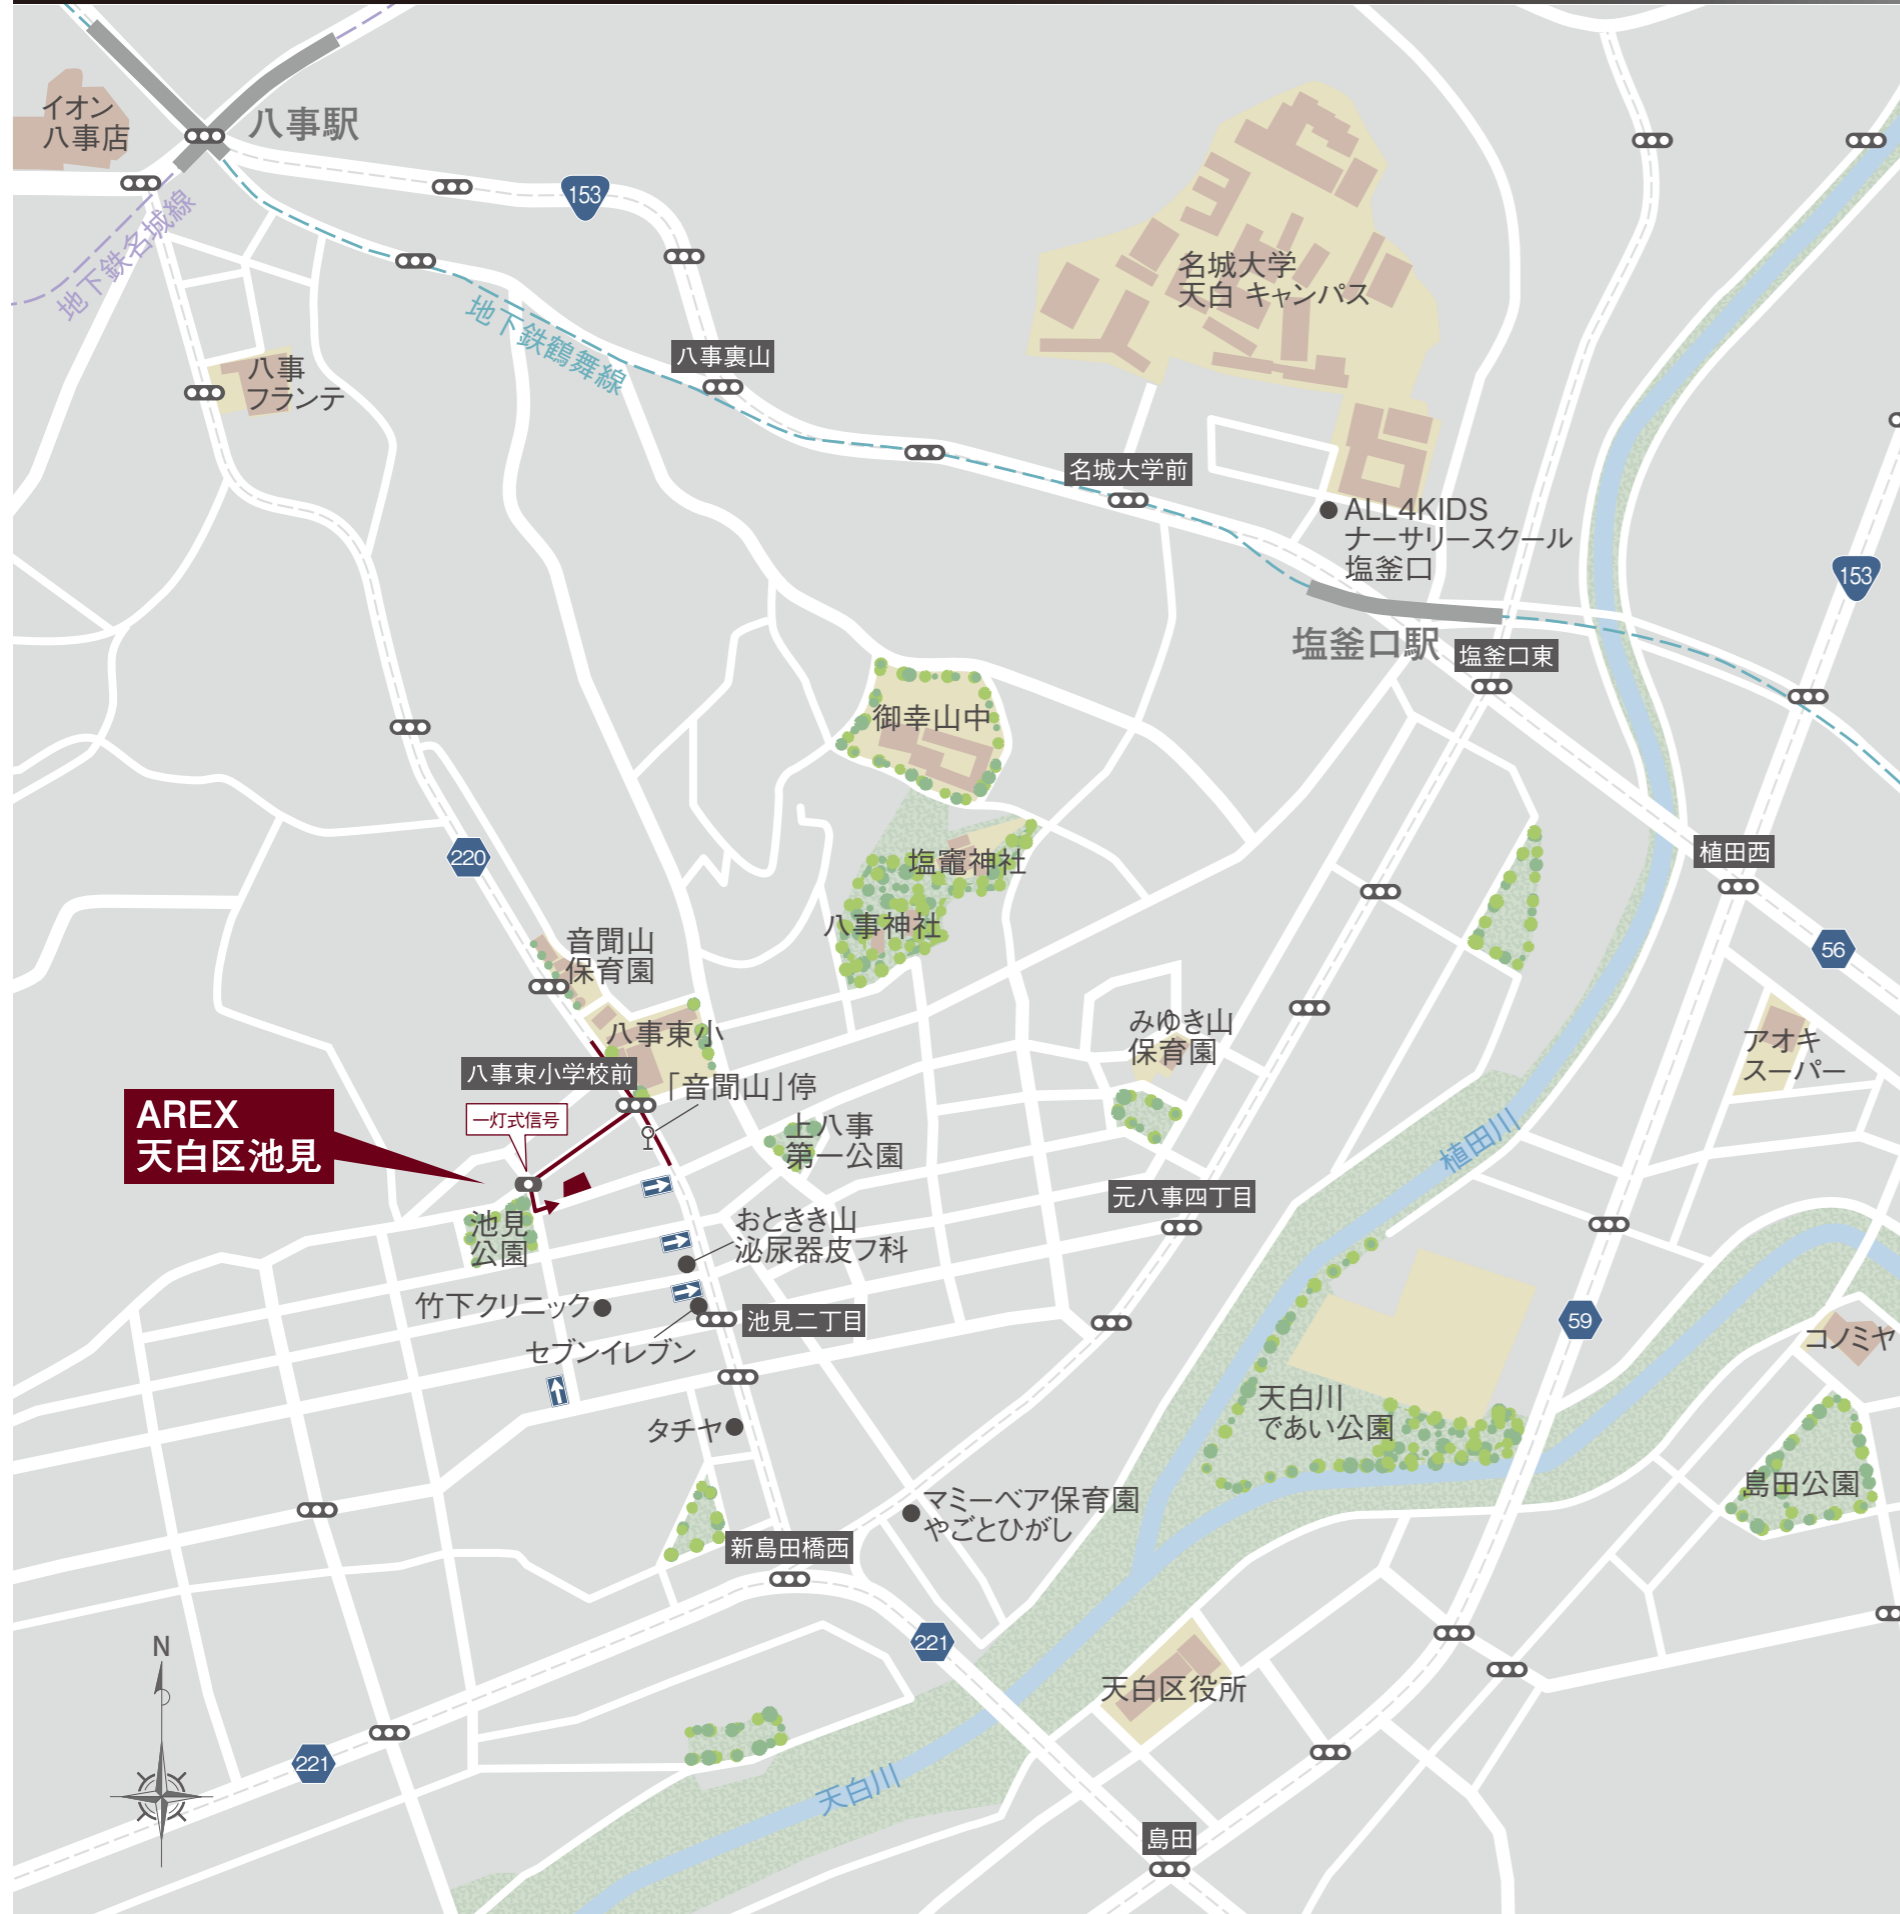 イオン
八事店
八事駅
153
地下鉄名城線
地下鉄鶴舞線
八事裏山
八事
フランテ
名城大学
天白 キャンパス
名城大学前
ALL4KIDS
ナーサリースクール
塩釜口
153
塩釜口駅
塩釜口東
御幸山中
220
塩竈神社
八事神社
植田西
56
音聞山
保育園
八事東小
みゆき山
保育園
アオキ
スーパー
八事東小学校前
「音聞山」停
AREX
天白区池見
一灯式信号
上八事
第一公園
植田川
元八事四丁目
池見
公園
おときき山
泌尿器皮フ科
竹下クリニック
池見二丁目
セブンイレブン
59
コノミヤ
天白川
であい公園
タチヤ
島田公園
マミーベア保育園
やごとひがし
新島田橋西
N
221
天白区役所
221
天白川
島田